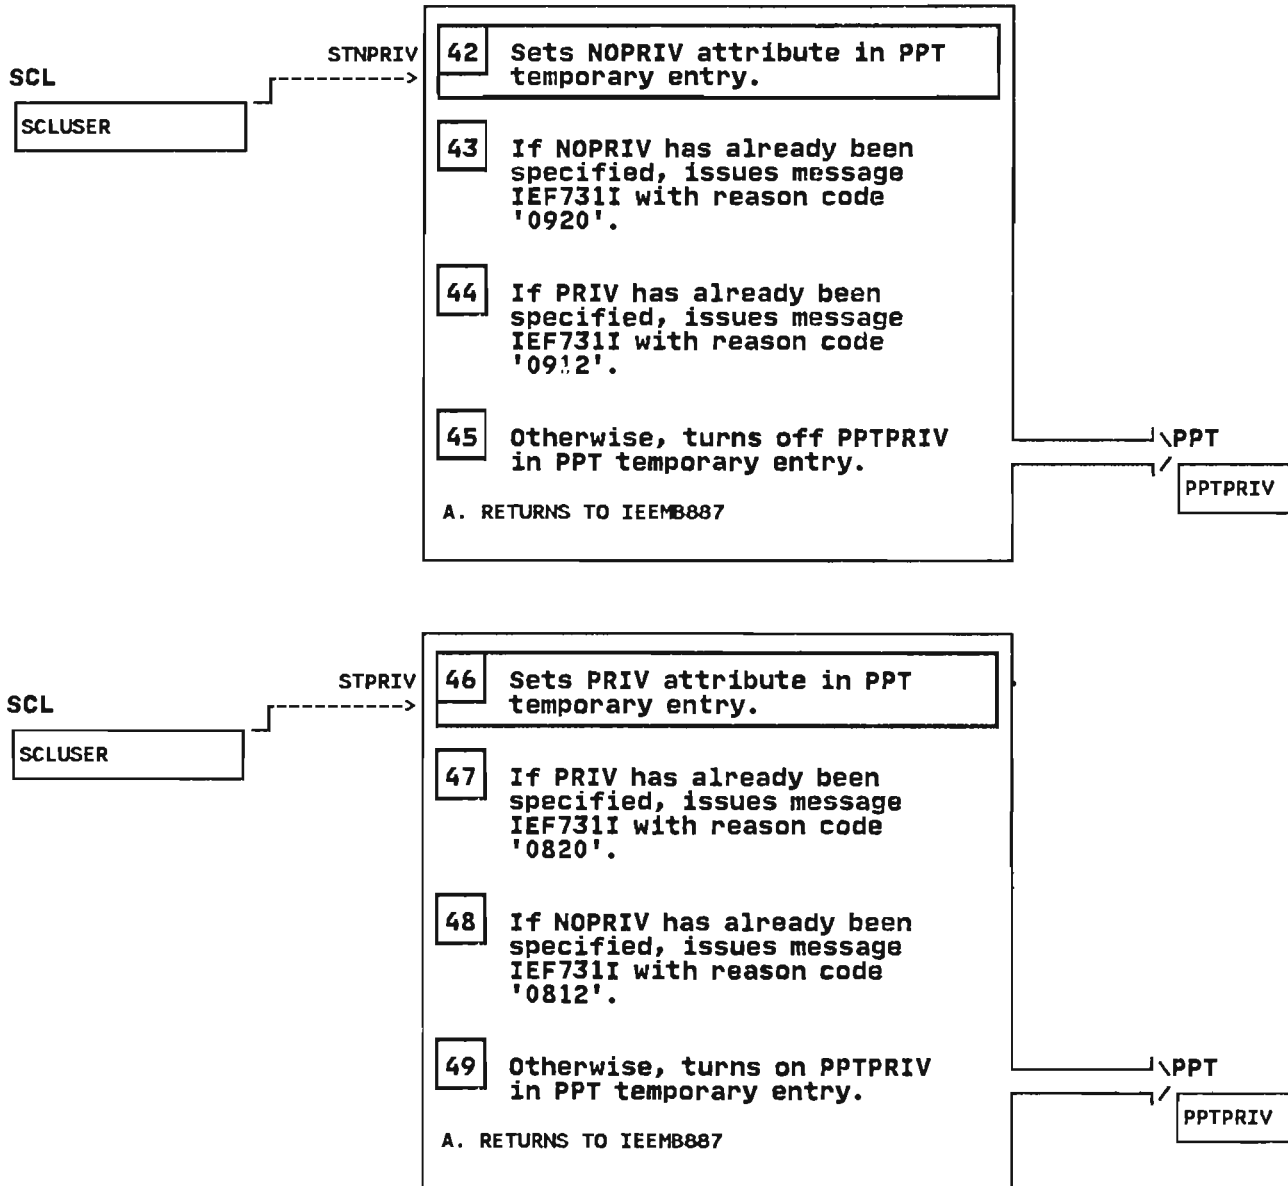 STNPRIV
SCL
SCLUSER
42 Sets NOPRIV attribute in PPT
temporary entry.
43 If NOPRIV has already been
specified, issues message
IEF731I with reason code
'0920'.
44 If PRIV has already been
specified, issues message
IEF731I with reason code
'0912'.
45 Otherwise, turns off PPTPRIV
in PPT temporary entry.
\PPT
/
PPTPRIV
A. RETURNS TO IEEMB887
STPRIV
SCL
SCLUSER
46 Sets PRIV attribute in PPT
temporary entry.
47 If PRIV has already been
specified, issues message
IEF731I with reason code
'0820'.
48 If NOPRIV has already been
specified, issues message
IEF731I with reason code
'0812'.
49 Otherwise, turns on PPTPRIV
in PPT temporary entry.
\PPT
/
PPTPRIV
A. RETURNS TO IEEMB887